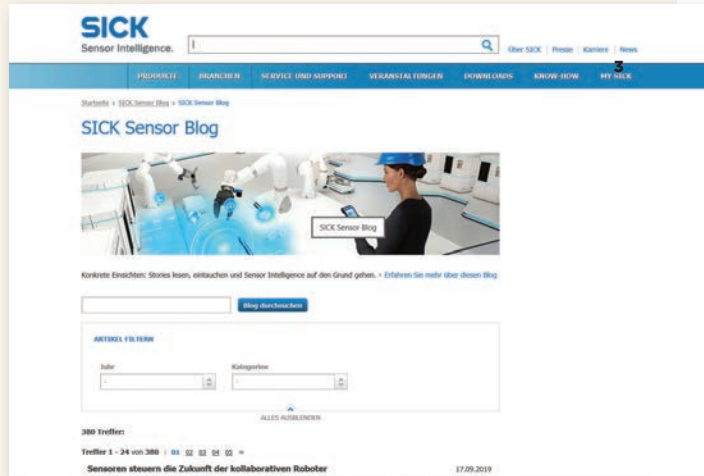 SICK
Sensor Intelligence.
Über SICK | Presse | Karriere | News
3
PRODUKTE BRANCHEN SERVICE UND SUPPORT VERANSTALTUNGEN DOWNLOADS KNOW-HOW MY SICK
Startseite › SICK Sensor Blog › SICK Sensor Blog
SICK Sensor Blog
SICK Sensor Blog
Konkrete Einsichten: Stories lesen, eintauchen und Sensor Intelligence auf den Grund gehen. › Erfahren Sie mehr über diesen Blog
Blog durchsuchen
ARTIKEL FILTERN
Jahr Kategorien
- -
ALLES AUSBLENDEN
380 Treffer:
Treffer 1 - 24 von 380 | 01 02 03 04 05 »
Sensoren steuern die Zukunft der kollaborativen Roboter 17.09.2019